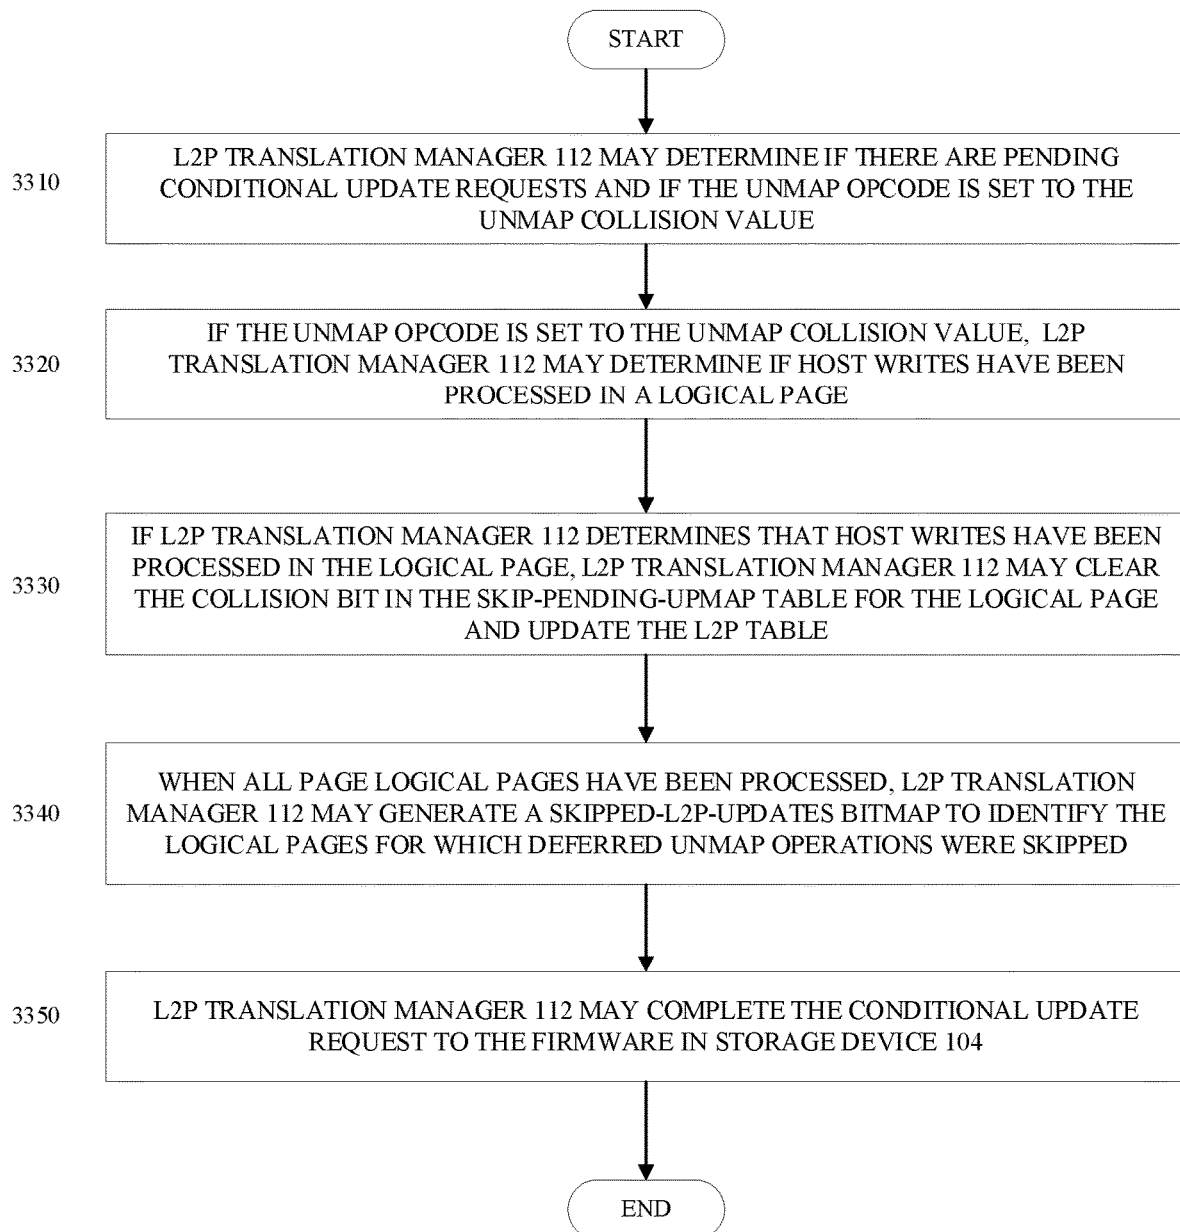 START
3310
L2P TRANSLATION MANAGER 112 MAY DETERMINE IF THERE ARE PENDING
CONDITIONAL UPDATE REQUESTS AND IF THE UNMAP OPCODE IS SET TO THE
UNMAP COLLISION VALUE
3320
IF THE UNMAP OPCODE IS SET TO THE UNMAP COLLISION VALUE, L2P
TRANSLATION MANAGER 112 MAY DETERMINE IF HOST WRITES HAVE BEEN
PROCESSED IN A LOGICAL PAGE
3330
IF L2P TRANSLATION MANAGER 112 DETERMINES THAT HOST WRITES HAVE BEEN
PROCESSED IN THE LOGICAL PAGE, L2P TRANSLATION MANAGER 112 MAY CLEAR
THE COLLISION BIT IN THE SKIP-PENDING-UPMAP TABLE FOR THE LOGICAL PAGE
AND UPDATE THE L2P TABLE
3340
WHEN ALL PAGE LOGICAL PAGES HAVE BEEN PROCESSED, L2P TRANSLATION
MANAGER 112 MAY GENERATE A SKIPPED-L2P-UPDATES BITMAP TO IDENTIFY THE
LOGICAL PAGES FOR WHICH DEFERRED UNMAP OPERATIONS WERE SKIPPED
3350
L2P TRANSLATION MANAGER 112 MAY COMPLETE THE CONDITIONAL UPDATE
REQUEST TO THE FIRMWARE IN STORAGE DEVICE 104
END